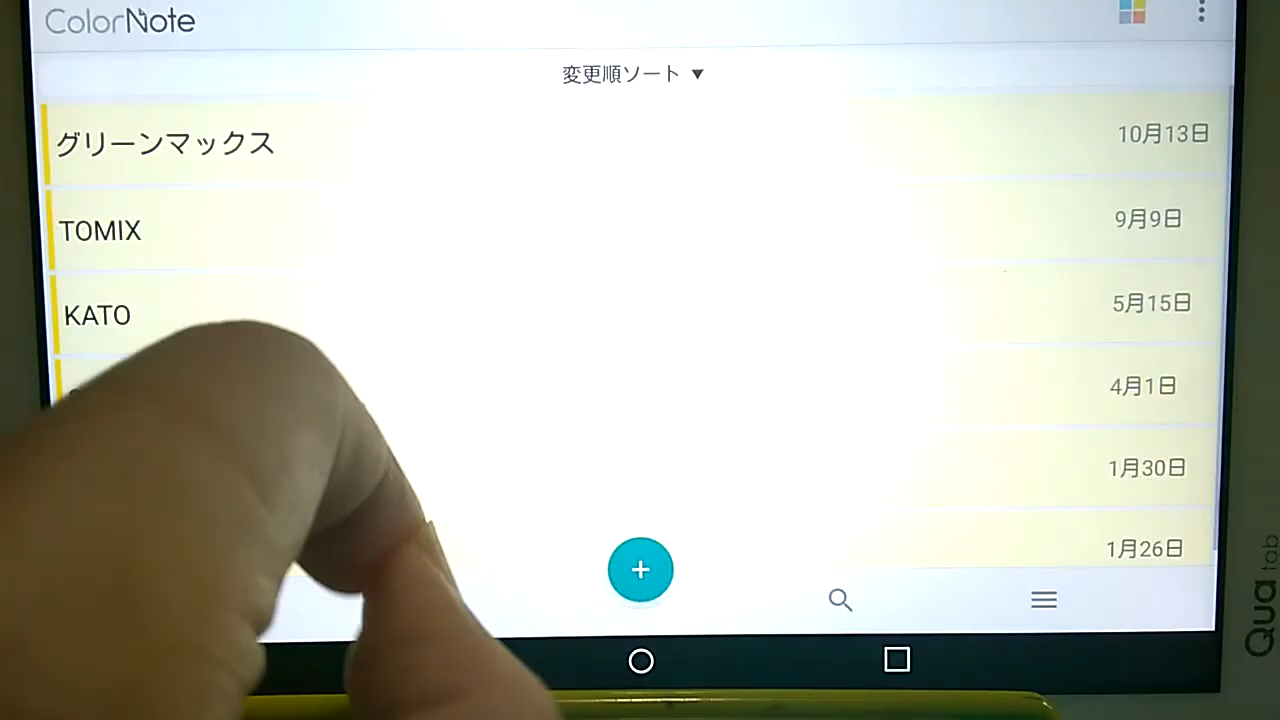 ColorNote
変更順ソート ▼
グリーンマックス 10月13日
TOMIX 9月9日
KATO 5月15日
4月1日
1月30日
1月26日
Qua tab